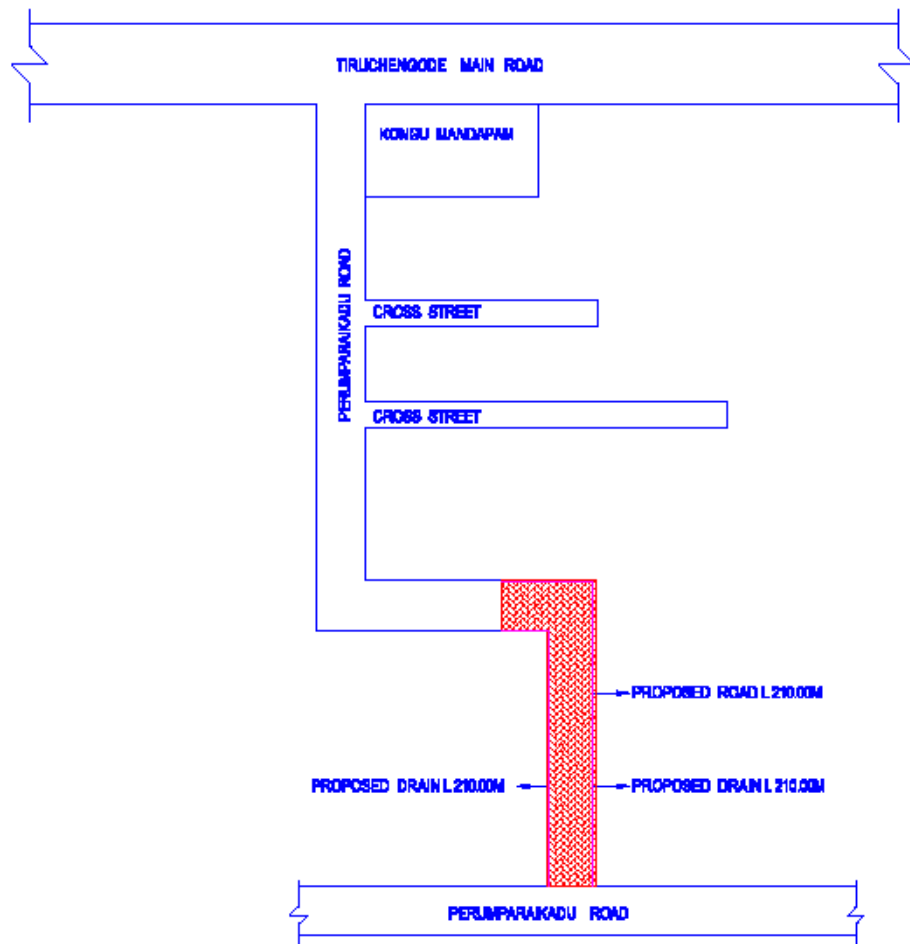 TIRUCHENGODE MAIN ROAD
KONGU MANDAPAM
PERUMPARAIKADU ROAD
CROSS STREET
CROSS STREET
PROPOSED ROAD L 210.00M
PROPOSED DRAIN L 210.00M
PROPOSED DRAIN L 210.00M
PERUMPARAIKADU ROAD